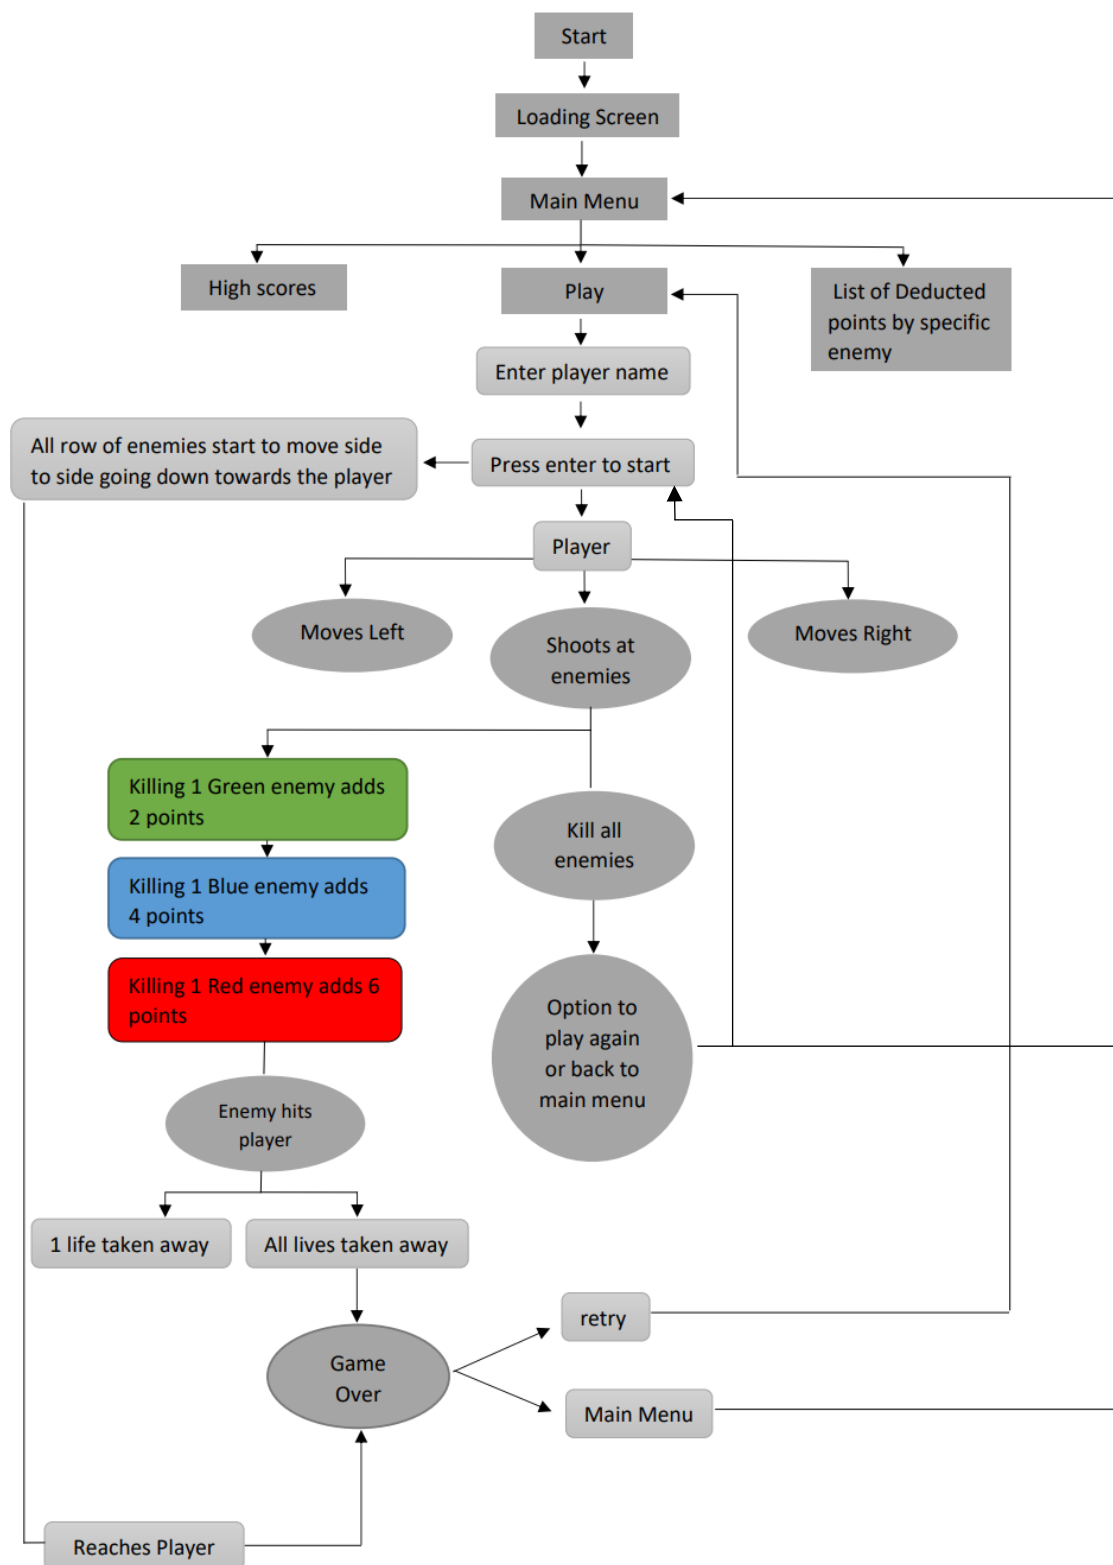 Start
Loading Screen
Main Menu
High scores
Play
List of Deducted
points by specific
enemy
Enter player name
All row of enemies start to move side
to side going down towards the player
Press enter to start
Player
Moves Left
Shoots at
enemies
Moves Right
Killing 1 Green enemy adds
2 points
Kill all
enemies
Killing 1 Blue enemy adds
4 points
Killing 1 Red enemy adds 6
points
Option to
play again
or back to
main menu
Enemy hits
player
1 life taken away
All lives taken away
retry
Game
Over
Main Menu
Reaches Player